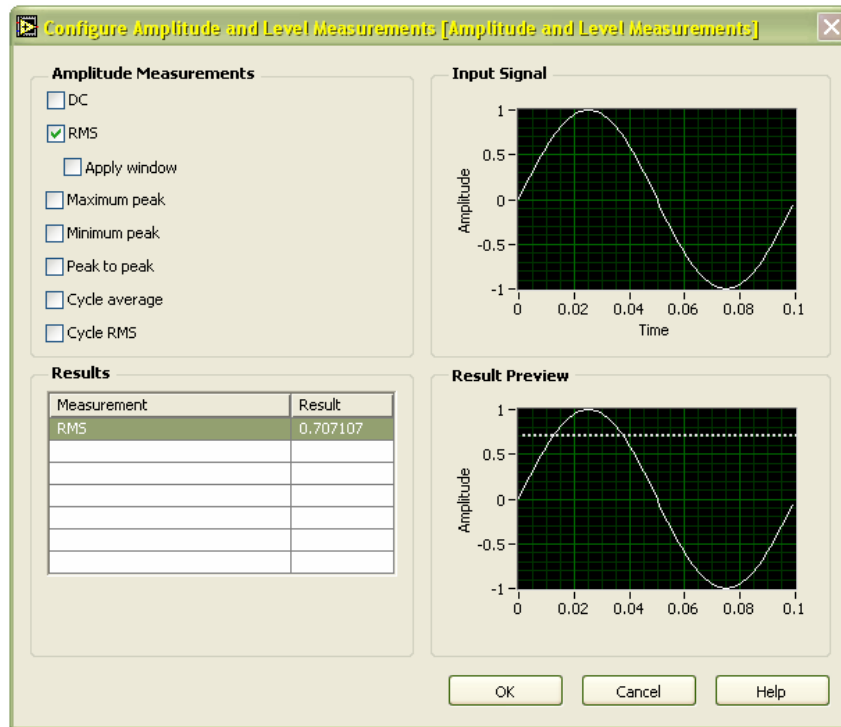 Configure Amplitude and Level Measurements [Amplitude and Level Measurements]
Amplitude Measurements
DC
RMS
Apply window
Maximum peak
Minimum peak
Peak to peak
Cycle average
Cycle RMS
Input Signal
1
0.5
0
-0.5
-1
Amplitude
0 0.02 0.04 0.06 0.08 0.1
Time
Results
Measurement Result
RMS 0.707107
Result Preview
1
0.5
0
-0.5
-1
Amplitude
0 0.02 0.04 0.06 0.08 0.1
OK Cancel Help